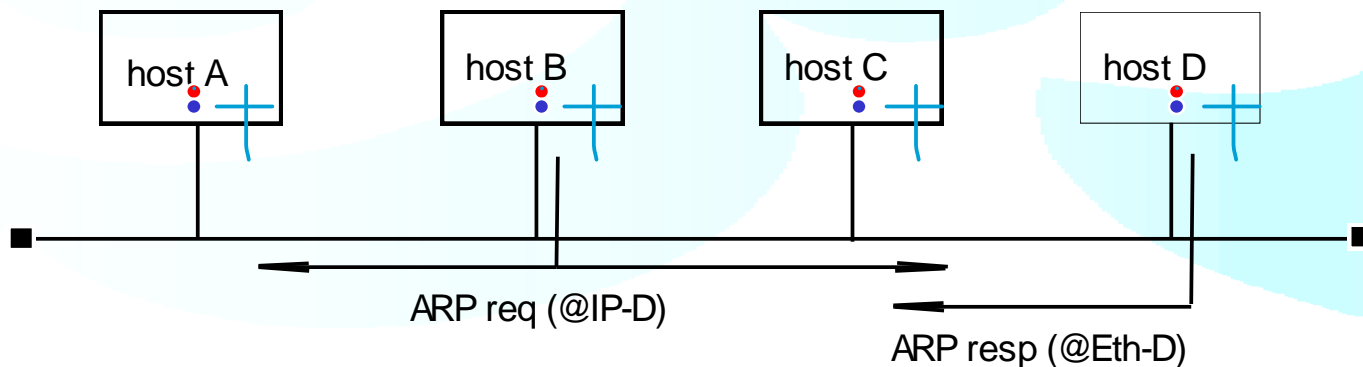 host A
host B
host C
host D
ARP req (@IP-D)
ARP resp (@Eth-D)